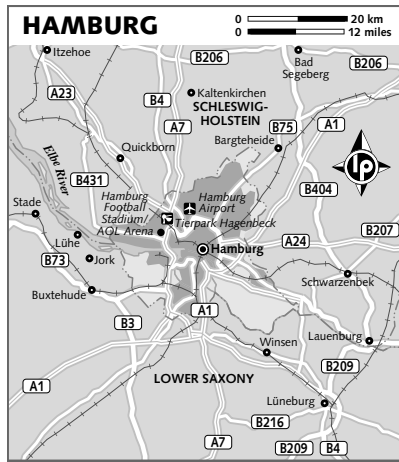 HAMBURG
0 20 km
0 12 miles
Itzehoe
B206
Bad
Segeberg
B206
A23
B4
Kaltenkirchen
SCHLESWIG-
HOLSTEIN
A7
B75
A1
Quickborn
Bargteheide
lp
Elbe River
B431
Hamburg
Football
Stadium/
AOL Arena
Hamburg
Airport
Tierpark Hagenbeck
B404
Stade
Lühe
Hamburg
A24
B207
B73
Jork
Schwarzenbek
Buxtehude
B3
A1
Winsen
Lauenburg
A1
LOWER SAXONY
B209
Lüneburg
B216
A7
B209
B4